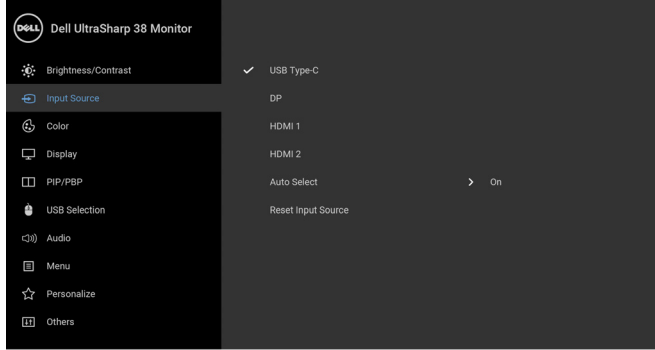 DELL
Dell UltraSharp 38 Monitor
Brightness/Contrast
Input Source
Color
Display
PIP/PBP
USB Selection
Audio
Menu
Personalize
Others
USB Type-C
DP
HDMI 1
HDMI 2
Auto Select On
Reset Input Source